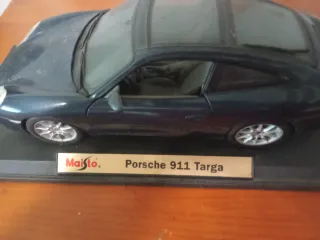 Maisto. Porsche 911 Targa